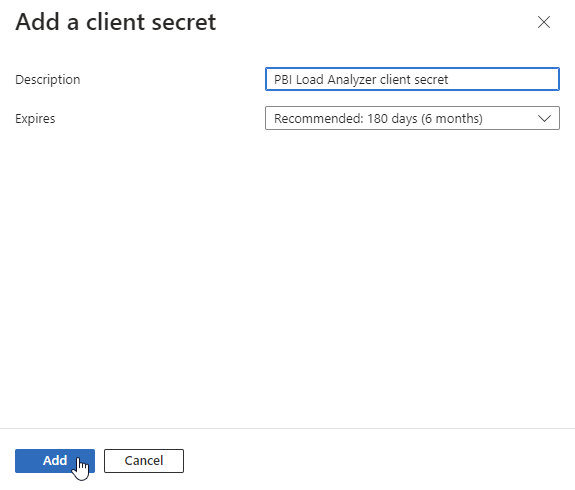 Add a client secret
Description
PBI Load Analyzer client secret
Expires
Recommended: 180 days (6 months)
Add
Cancel